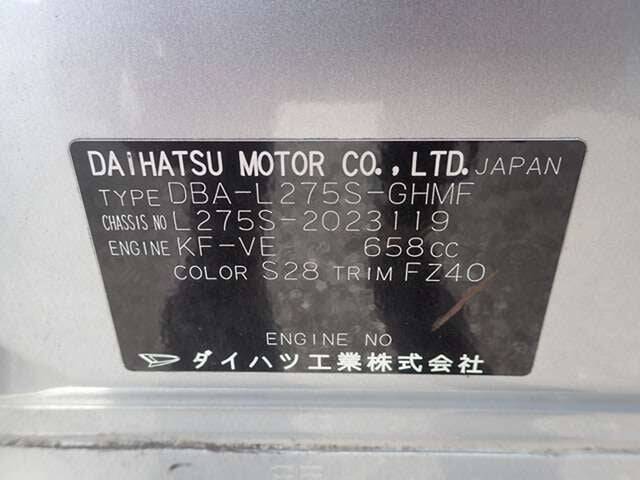 DAIHATSU MOTOR CO., LTD. JAPAN
TYPE DBA-L275S-GHMF
CHASSIS NO L275S-2023119
ENGINE KF-VE 658CC
COLOR S28 TRIM FZ40
ENGINE NO
ダイハツ工業株式会社